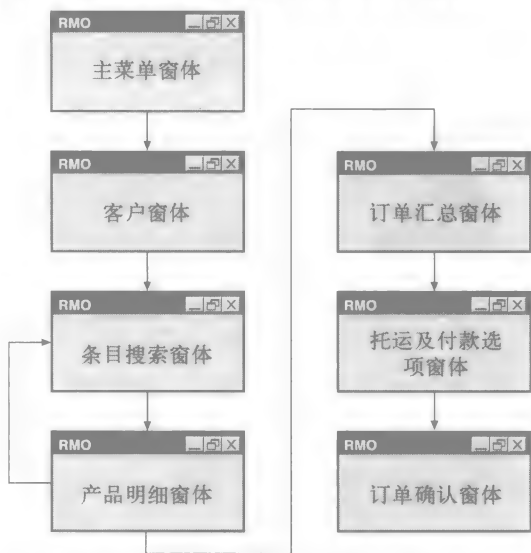 RMO
主菜单窗体
RMO
客户窗体
RMO
条目搜索窗体
RMO
产品明细窗体
RMO
订单汇总窗体
RMO
托运及付款选
项窗体
RMO
订单确认窗体